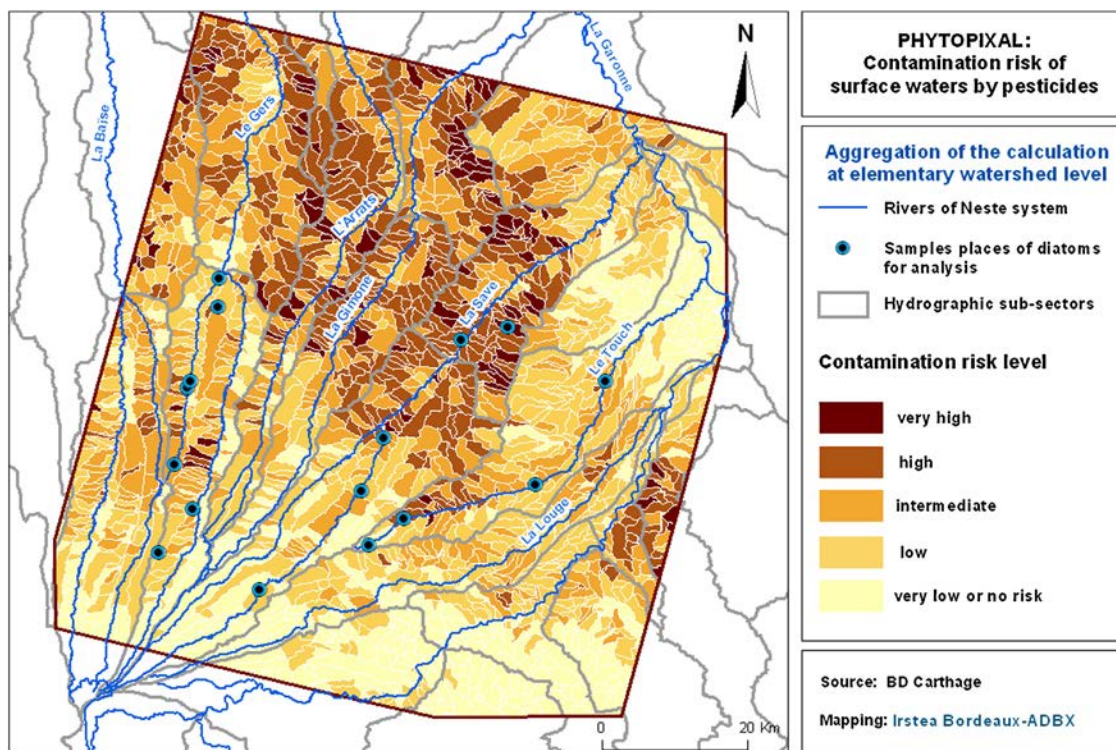 La Garonne
N
La Baïse
Le Gers
L'Arrats
La Gimone
La Save
Le Touch
La Louge
0 20 Km
PHYTOPIXAL:
Contamination risk of
surface waters by pesticides
Aggregation of the calculation
at elementary watershed level
Rivers of Neste system
Samples places of diatoms
for analysis
Hydrographic sub-sectors
Contamination risk level
very high
high
intermediate
low
very low or no risk
Source: BD Carthage
Mapping: Irstea Bordeaux-ADBX